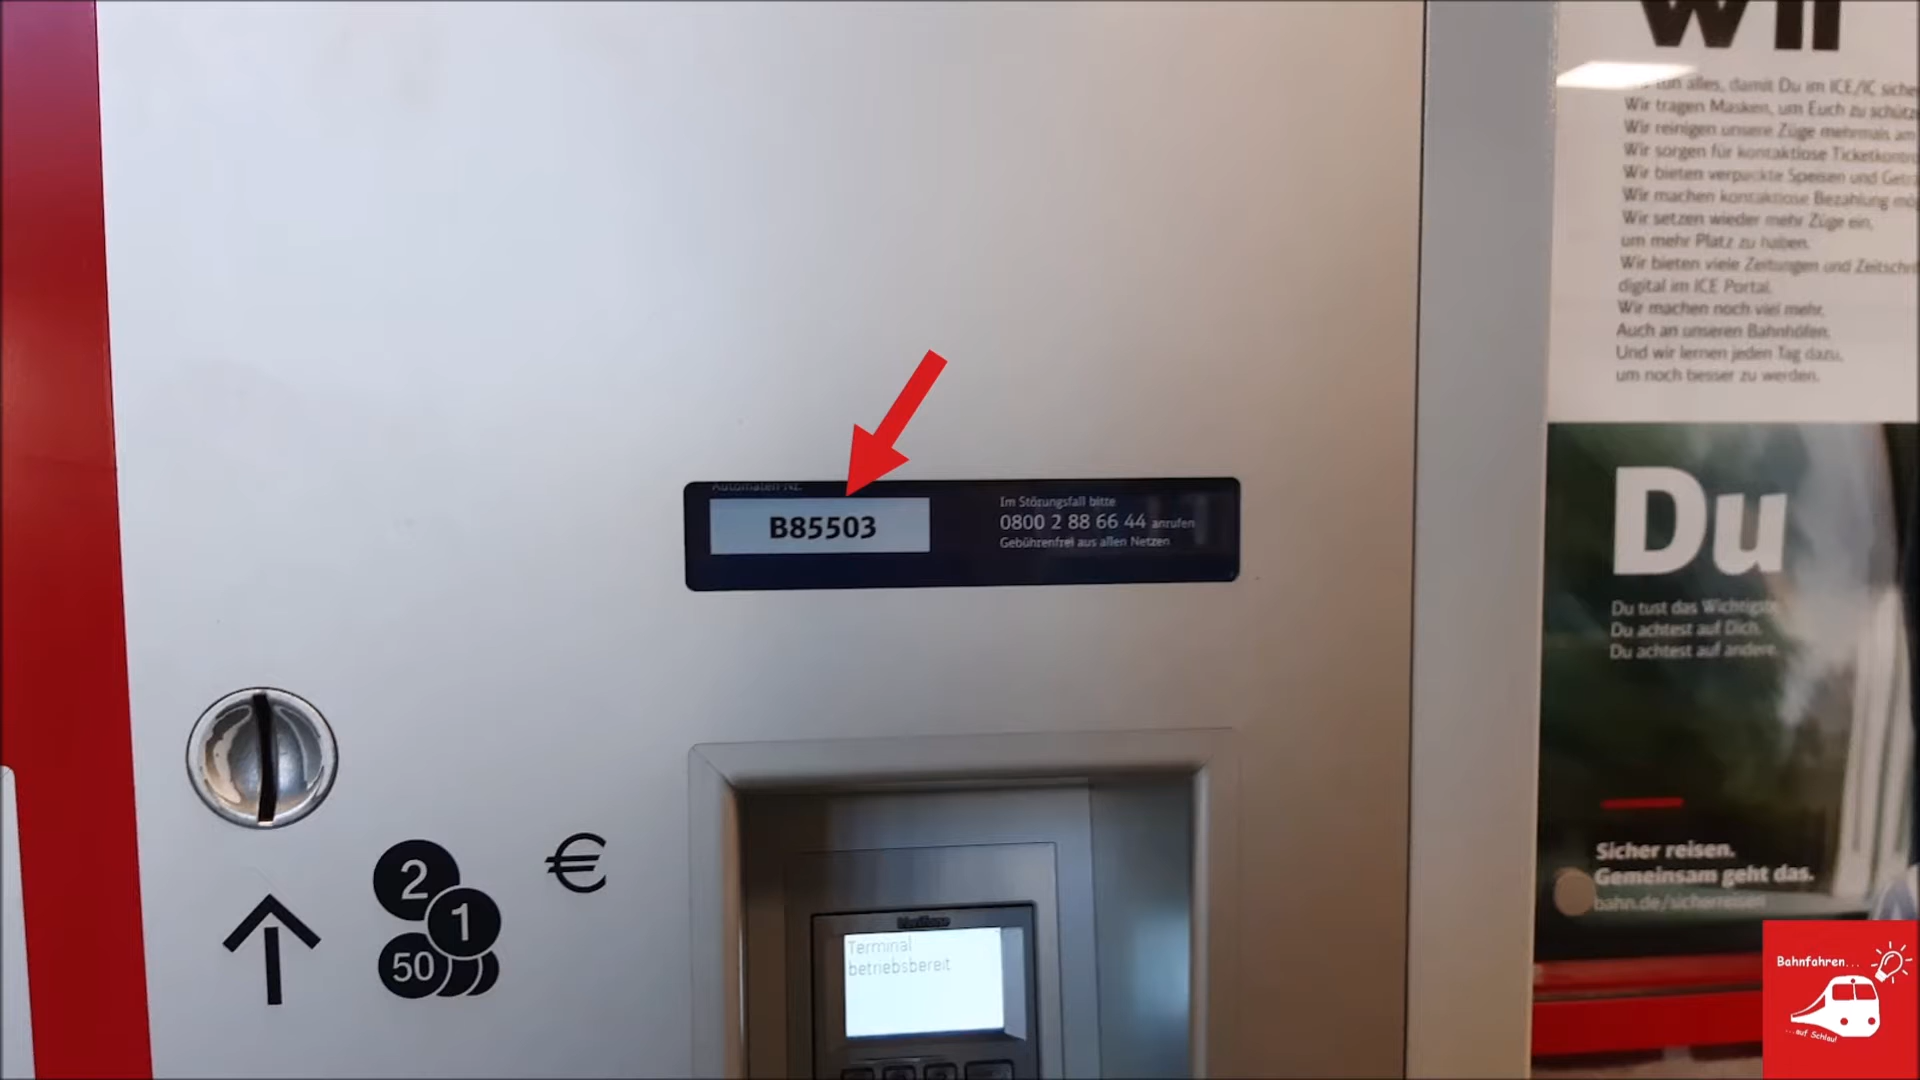 Automaten-Nr.
B85503
Im Störungsfall bitte
0800 2 88 66 44 anrufen
Gebührenfrei aus allen Netzen
2
1
50
€
Terminal
betriebsbereit
tun alles, damit Du im ICE/IC
Wir tragen Masken, um Euch zu
Wir reinigen unsere Züge mehrmals am
Wir sorgen für kontaktlose
Wir bieten verpackte Speisen und
Wir machen kontaktlose Bezahlung
Wir setzen wieder mehr Züge ein,
um mehr Platz zu haben.
Wir bieten viele Zeitungen und
digital im ICE Portal.
Wir machen noch viel mehr.
Auch an unseren Bahnhöfen.
Und wir lernen jeden Tag dazu,
um noch besser zu werden.
Du
Du tust das Wichtigste.
Du achtest auf Dich.
Du achtest auf andere.
Sicher reisen.
Gemeinsam geht das.
bahn.de/sicherreisen
Bahnfahren...
...auf Schlau!